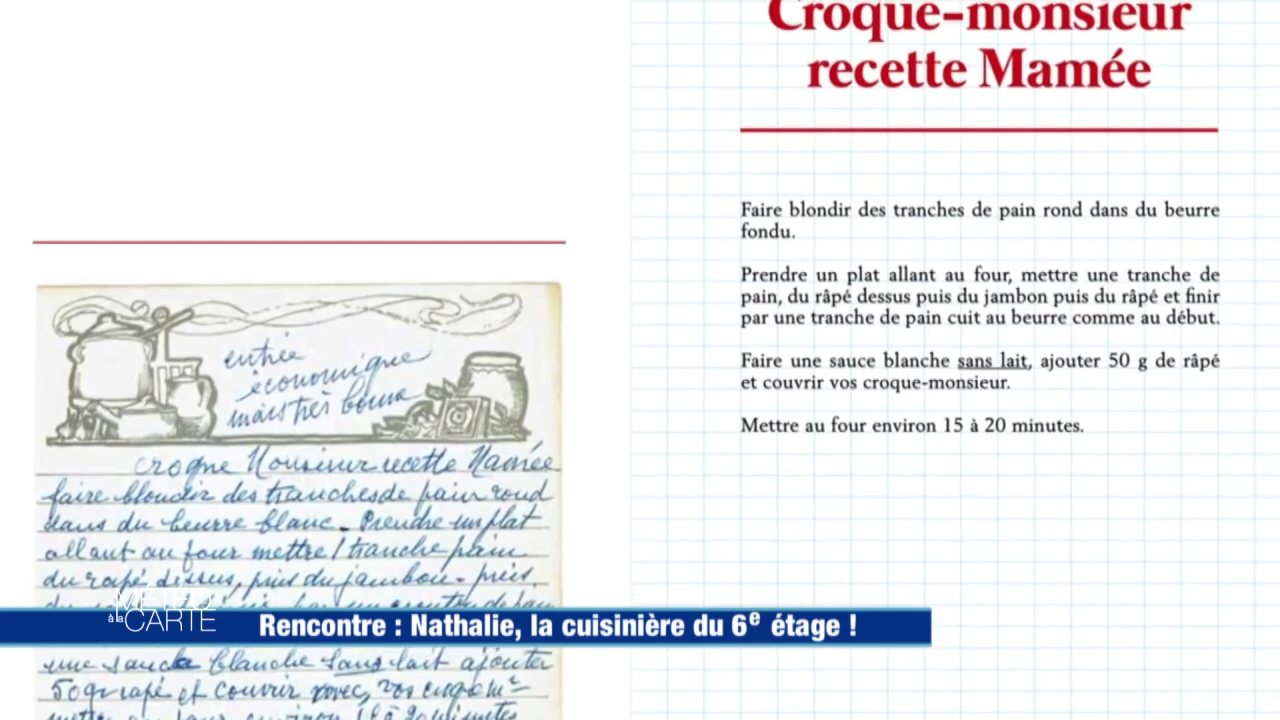 Croque-monsieur
recette Mamée
Faire blondir des tranches de pain rond dans du beurre
fondu.
Prendre un plat allant au four, mettre une tranche de
pain, du râpé dessus puis du jambon puis du râpé et finir
par une tranche de pain cuit au beurre comme au début.
Faire une sauce blanche sans lait, ajouter 50 g de râpé
et couvrir vos croque-monsieur.
Mettre au four environ 15 à 20 minutes.
entrée
économique
mais très bonne
croque Monsieur recette Mamée
faire blondir des tranches de pain rond
dans du beurre blanc. Prendre un plat
allant au four mettre 1 tranche pain
du rapé dessus, puis du jambon - puis
une sauce blanche sans lait ajouter
50gr rapé et couvrir avec, vos
MÉTÉO
à la CARTE
Rencontre : Nathalie, la cuisinière du 6e étage !